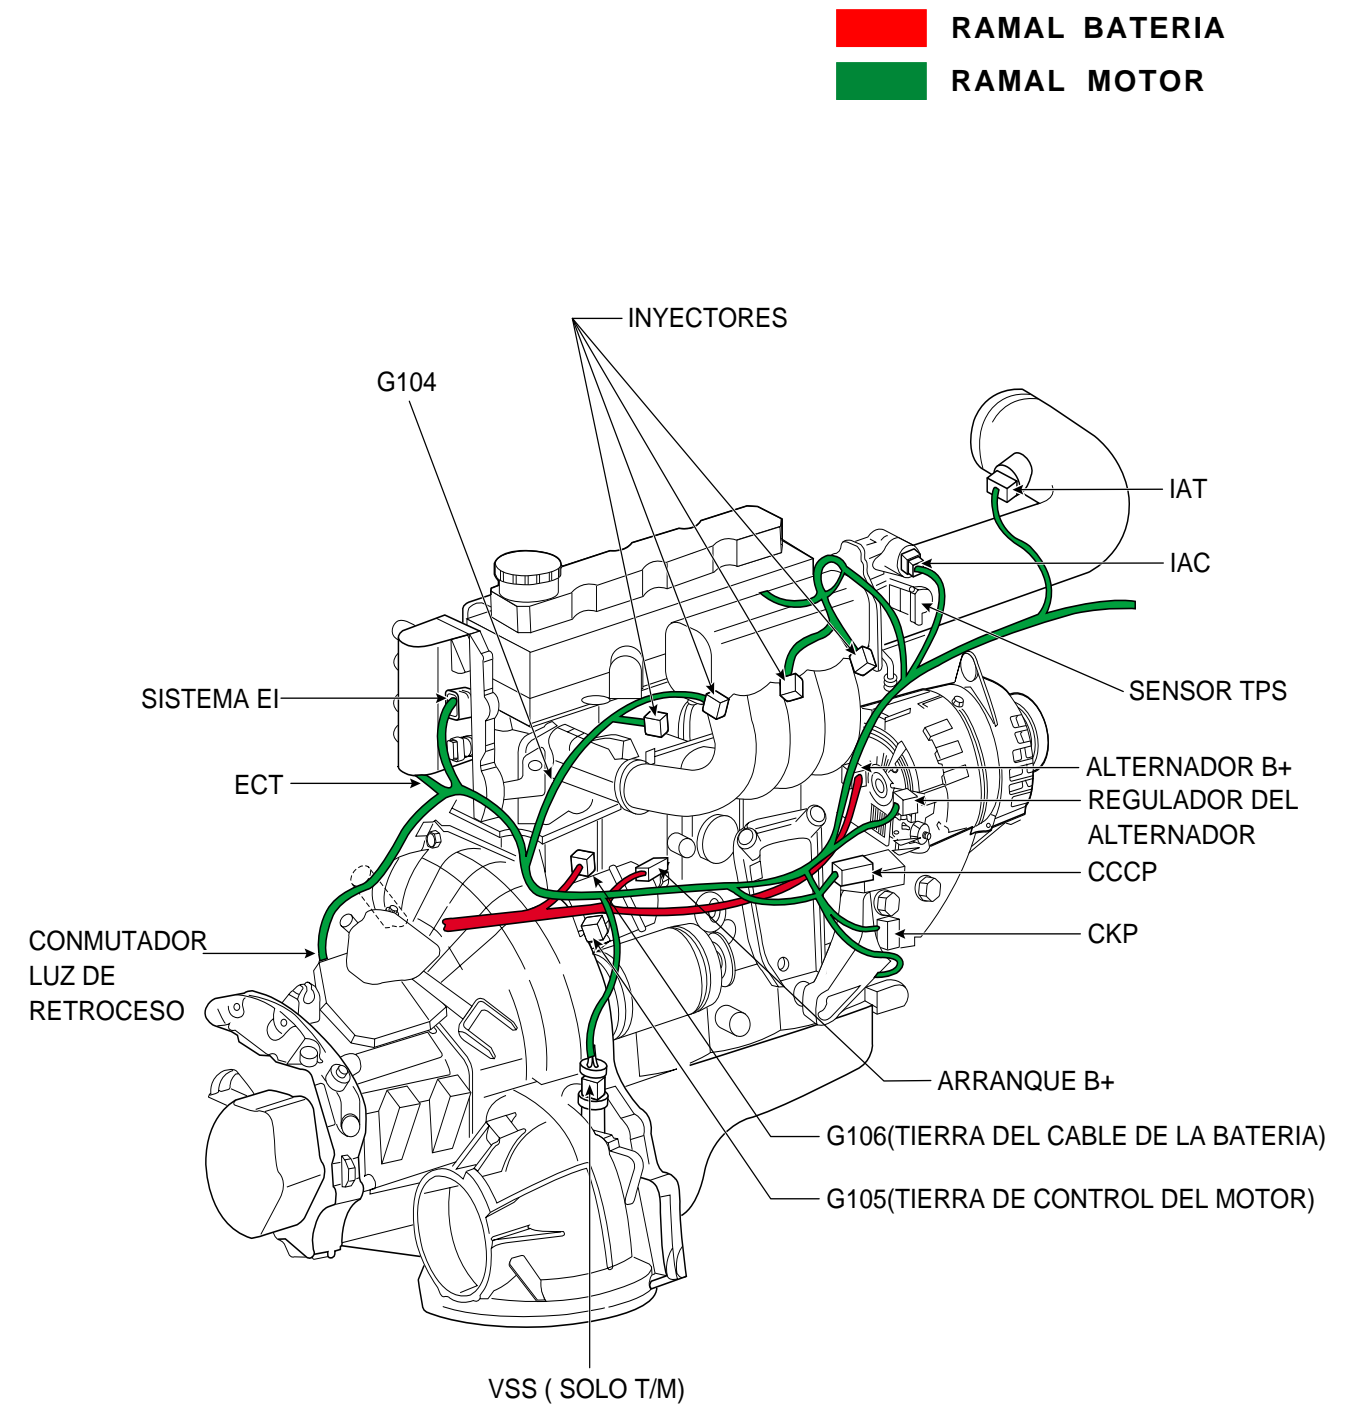 RAMAL BATERIA
RAMAL MOTOR
INYECTORES
G104
IAT
IAC
SISTEMA EI
SENSOR TPS
ECT
ALTERNADOR B+
REGULADOR DEL
ALTERNADOR
CCCP
CONMUTADOR
LUZ DE
RETROCESO
CKP
ARRANQUE B+
G106(TIERRA DEL CABLE DE LA BATERIA)
G105(TIERRA DE CONTROL DEL MOTOR)
VSS ( SOLO T/M)